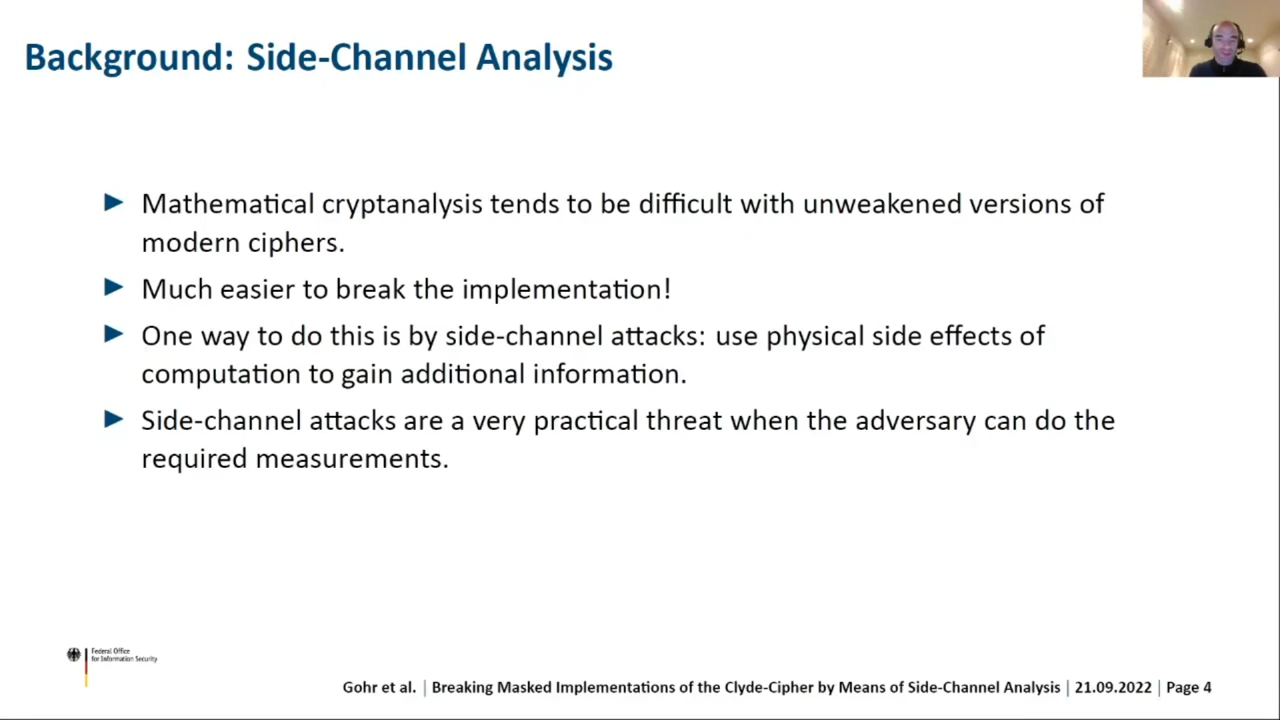 Background: Side-Channel Analysis
► Mathematical cryptanalysis tends to be difficult with unweakened versions of
modern ciphers.
► Much easier to break the implementation!
► One way to do this is by side-channel attacks: use physical side effects of
computation to gain additional information.
► Side-channel attacks are a very practical threat when the adversary can do the
required measurements.
Federal Office
for Information Security
Gohr et al. | Breaking Masked Implementations of the Clyde-Cipher by Means of Side-Channel Analysis | 21.09.2022 | Page 4